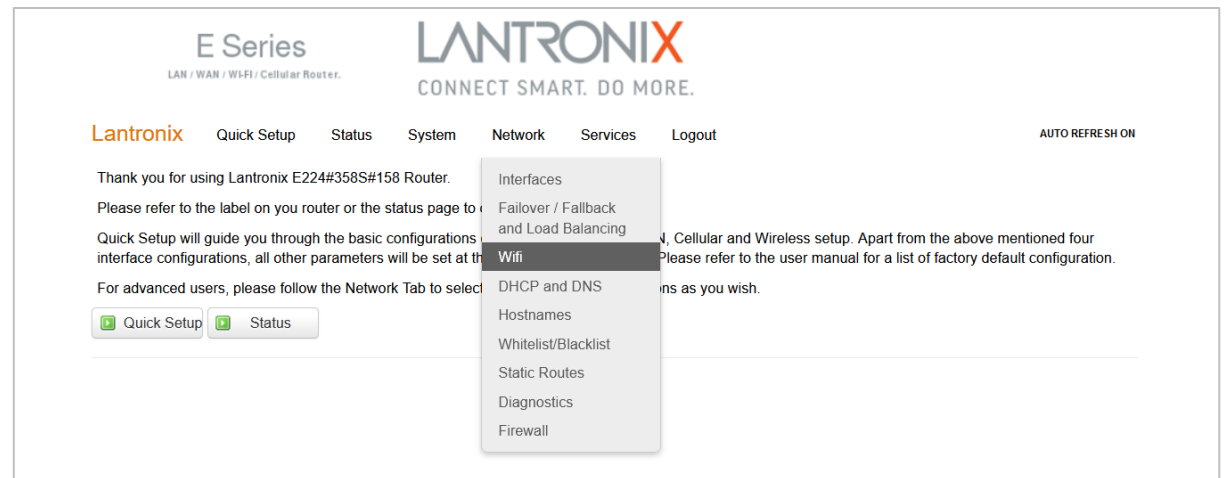 E Series
LAN / WAN / WI-FI / Cellular Router.
LANTRONIX
CONNECT SMART. DO MORE.
Lantronix Quick Setup Status System Network Services Logout AUTO REFRESH ON
Thank you for using Lantronix E224#358S#158 Router.
Please refer to the label on you router or the status page to
Quick Setup will guide you through the basic configurations , Cellular and Wireless setup. Apart from the above mentioned four
interface configurations, all other parameters will be set at Please refer to the user manual for a list of factory default configuration.
For advanced users, please follow the Network Tab to as you wish.
Quick Setup Status
Interfaces
Failover / Fallback
and Load Balancing
Wifi
DHCP and DNS
Hostnames
Whitelist/Blacklist
Static Routes
Diagnostics
Firewall